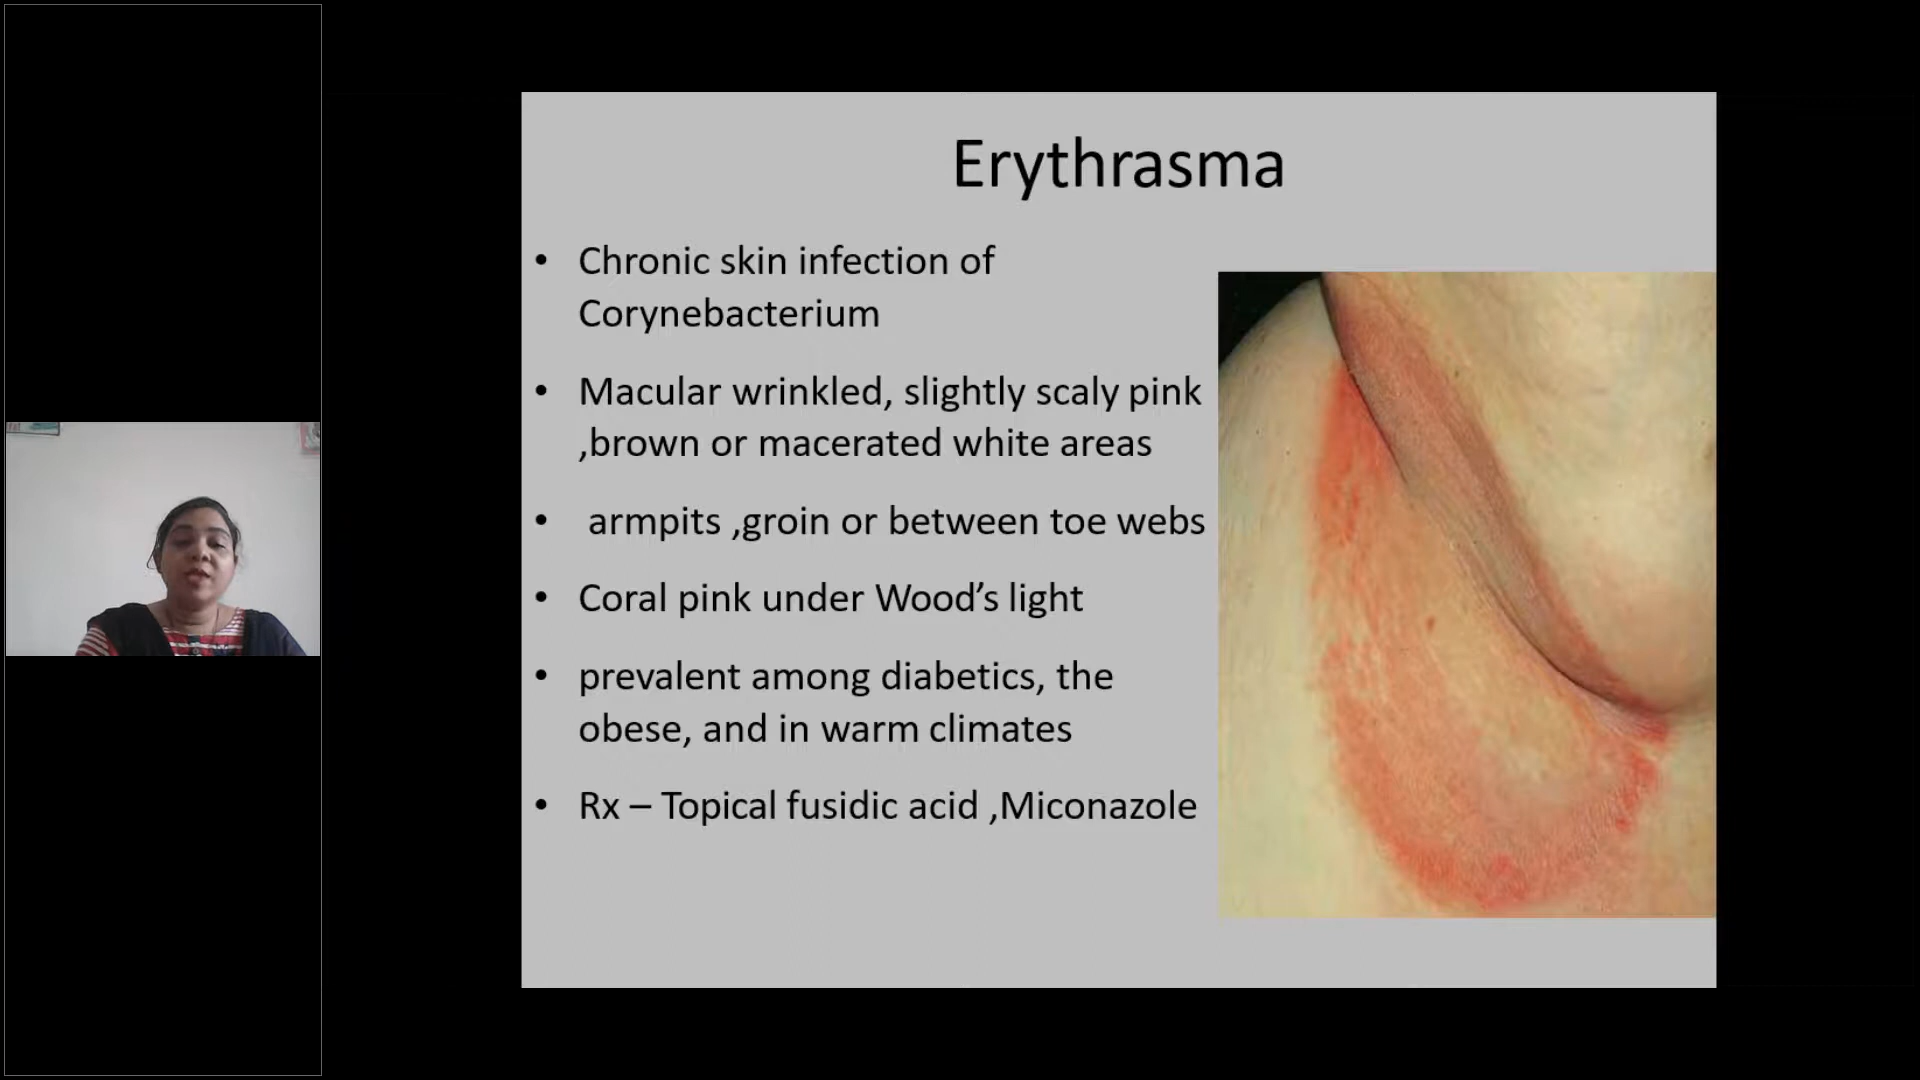 Erythrasma
• Chronic skin infection of
Corynebacterium
• Macular wrinkled, slightly scaly pink
,brown or macerated white areas
• armpits ,groin or between toe webs
• Coral pink under Wood’s light
• prevalent among diabetics, the
obese, and in warm climates
• Rx – Topical fusidic acid ,Miconazole